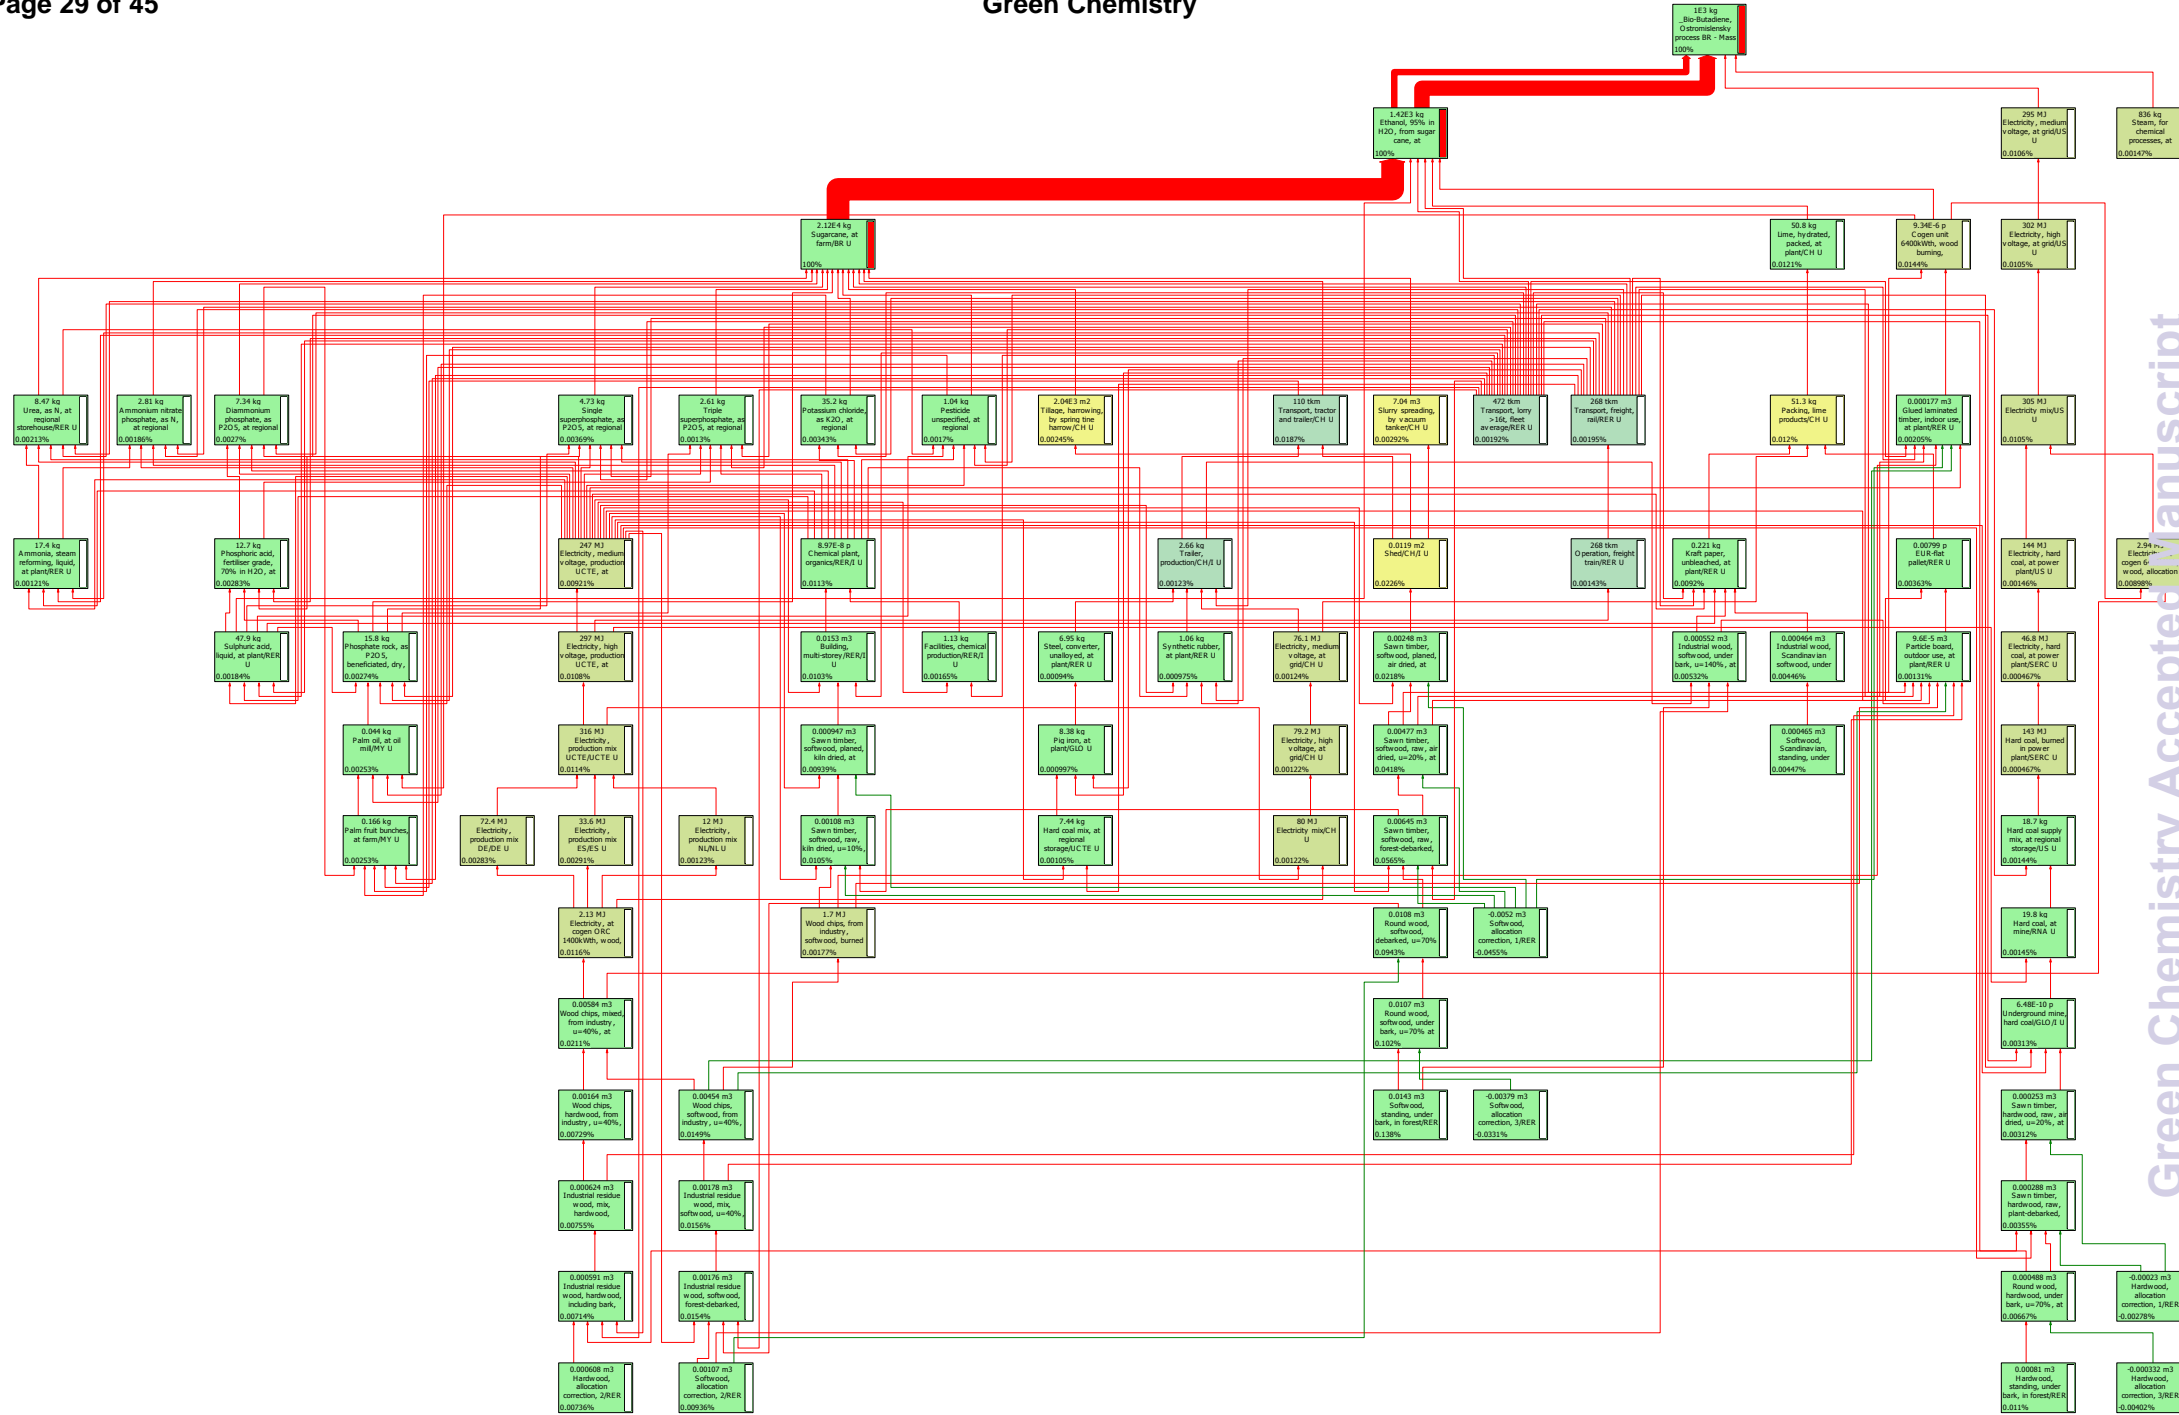 Page 29 of 45
Green Chemistry
1E3 kg
_Bio-Butadiene,
Ostromislensky
process BR - Mass
100%
1.42E3 kg
Ethanol, 95% in
H2O, from sugar
cane, at
100%
295 MJ
Electricity, medium
voltage, at grid/US
U
0.0106%
836 kg
Steam, for
chemical
processes, at
0.00147%
2.12E4 kg
Sugarcane, at
farm/BR U
100%
50.8 kg
Lime, hydrated,
packed, at
plant/CH U
0.0121%
9.34E-6 p
Cogen unit
6400kWth, wood
burning,
0.0144%
302 MJ
Electricity, high
voltage, at grid/US
U
0.0105%
8.47 kg
Urea, as N, at
regional
storehouse/RER U
0.00213%
2.81 kg
Ammonium nitrate
phosphate, as N,
at regional
0.00186%
7.34 kg
Diammonium
phosphate, as
P2O5, at regional
0.0027%
4.73 kg
Single
superphosphate, as
P2O5, at regional
0.00369%
2.61 kg
Triple
superphosphate, as
P2O5, at regional
0.0013%
35.2 kg
Potassium chloride,
as K2O, at
regional
0.00343%
1.04 kg
Pesticide
unspecified, at
regional
0.0017%
2.04E3 m2
Tillage, harrowing,
by spring tine
harrow/CH U
0.00245%
110 tkm
Transport, tractor
and trailer/CH U
0.0187%
7.04 m3
Slurry spreading,
by vacuum
tanker/CH U
0.00292%
472 tkm
Transport, lorry
>16t, fleet
average/RER U
0.00192%
268 tkm
Transport, freight,
rail/RER U
0.00195%
51.3 kg
Packing, lime
products/CH U
0.012%
0.000177 m3
Glued laminated
timber, indoor use,
at plant/RER U
0.00205%
305 MJ
Electricity mix/US
U
0.0105%
17.4 kg
Ammonia, steam
reforming, liquid,
at plant/RER U
0.00121%
12.7 kg
Phosphoric acid,
fertiliser grade,
70% in H2O, at
0.00283%
247 MJ
Electricity, medium
voltage, production
UCTE, at
0.00921%
8.97E-8 p
Chemical plant,
organics/RER/I U
0.0113%
2.66 kg
Trailer,
production/CH/I U
0.00123%
0.0119 m2
Shed/CH/I U
0.0226%
268 tkm
Operation, freight
train/RER U
0.00143%
0.221 kg
Kraft paper,
unbleached, at
plant/RER U
0.0092%
0.00799 p
EUR-flat
pallet/RER U
0.00363%
144 MJ
Electricity, hard
coal, at power
plant/US U
0.00146%
2.94 MJ
wood, allocation
0.00898%
47.9 kg
Sulphuric acid,
liquid, at plant/RER
U
0.00184%
15.8 kg
Phosphate rock, as
P2O5,
beneficiated, dry,
0.00274%
297 MJ
Electricity, high
voltage, production
UCTE, at
0.0108%
0.0153 m3
Building,
multi-storey/RER/I
U
0.0103%
1.13 kg
Facilities, chemical
production/RER/I
U
0.00165%
6.95 kg
Steel, converter,
unalloyed, at
plant/RER U
0.00094%
1.06 kg
Synthetic rubber,
at plant/RER U
0.000975%
76.1 MJ
Electricity, medium
voltage, at
grid/CH U
0.00124%
0.00248 m3
Sawn timber,
softwood, planed,
air dried, at
0.0218%
0.000552 m3
Industrial wood,
softwood, under
bark, u=140%, at
0.00532%
0.000464 m3
Industrial wood,
Scandinavian
softwood, under
0.00446%
9.6E-5 m3
Particle board,
outdoor use, at
plant/RER U
0.00131%
46.8 MJ
Electricity, hard
coal, at power
plant/SERC U
0.000467%
0.044 kg
Palm oil, at oil
mill/MY U
0.00253%
316 MJ
Electricity,
production mix
UCTE/UCTE U
0.0114%
0.000947 m3
Sawn timber,
softwood, planed,
kiln dried, at
0.00939%
8.38 kg
Pig iron, at
plant/GLO U
0.000997%
79.2 MJ
Electricity, high
voltage, at
grid/CH U
0.00122%
0.00477 m3
Sawn timber,
softwood, raw, air
dried, u=20%, at
0.0418%
0.000465 m3
Softwood,
Scandinavian,
standing, under
0.00447%
143 MJ
Hard coal, burned
in power
plant/SERC U
0.000467%
0.166 kg
Palm fruit bunches,
at farm/MY U
0.00253%
72.4 MJ
Electricity,
production mix
DE/DE U
0.00283%
33.6 MJ
Electricity,
production mix
ES/ES U
0.00291%
12 MJ
Electricity,
production mix
NL/NL U
0.00123%
0.00108 m3
Sawn timber,
softwood, raw,
kiln dried, u=10%,
0.0105%
7.44 kg
Hard coal mix, at
regional
storage/UCTE U
0.00105%
80 MJ
Electricity mix/CH
U
0.00122%
0.00645 m3
Sawn timber,
softwood, raw,
forest-debarked,
0.0565%
18.7 kg
Hard coal supply
mix, at regional
storage/US U
0.00144%
2.13 MJ
Electricity, at
cogen ORC
1400kWth, wood,
0.0116%
1.7 MJ
Wood chips, from
industry,
softwood, burned
0.00177%
0.0108 m3
Round wood,
softwood,
debarked, u=70%
0.0943%
-0.0052 m3
Softwood,
allocation
correction, 1/RER
-0.0455%
19.8 kg
Hard coal, at
mine/RNA U
0.00145%
0.00584 m3
Wood chips, mixed,
from industry,
u=40%, at
0.0211%
0.0107 m3
Round wood,
softwood, under
bark, u=70% at
0.102%
6.48E-10 p
Underground mine,
hard coal/GLO/I U
0.00313%
0.00164 m3
Wood chips,
hardwood, from
industry, u=40%,
0.00729%
0.00454 m3
Wood chips,
softwood, from
industry, u=40%,
0.0149%
0.0143 m3
Softwood,
standing, under
bark, in forest/RER
0.138%
-0.00379 m3
Softwood,
allocation
correction, 3/RER
-0.0331%
0.000253 m3
Sawn timber,
hardwood, raw, air
dried, u=20%, at
0.00312%
0.000624 m3
Industrial residue
wood, mix,
hardwood,
0.00755%
0.00178 m3
Industrial residue
wood, mix,
softwood, u=40%,
0.0156%
0.000288 m3
Sawn timber,
hardwood, raw,
plant-debarked,
0.00355%
0.000591 m3
Industrial residue
wood, hardwood,
including bark,
0.00714%
0.00176 m3
Industrial residue
wood, softwood,
forest-debarked,
0.0154%
0.000488 m3
Round wood,
hardwood, under
bark, u=70%, at
0.00667%
-0.00023 m3
Hardwood,
allocation
correction, 1/RER
-0.00278%
0.000608 m3
Hardwood,
allocation
correction, 2/RER
0.00736%
0.00107 m3
Softwood,
allocation
correction, 2/RER
0.00936%
0.00081 m3
Hardwood,
standing, under
bark, in forest/RER
0.011%
-0.000332 m3
Hardwood,
allocation
correction, 3/RER
-0.00402%
Green Chemistry Accepted Manuscript